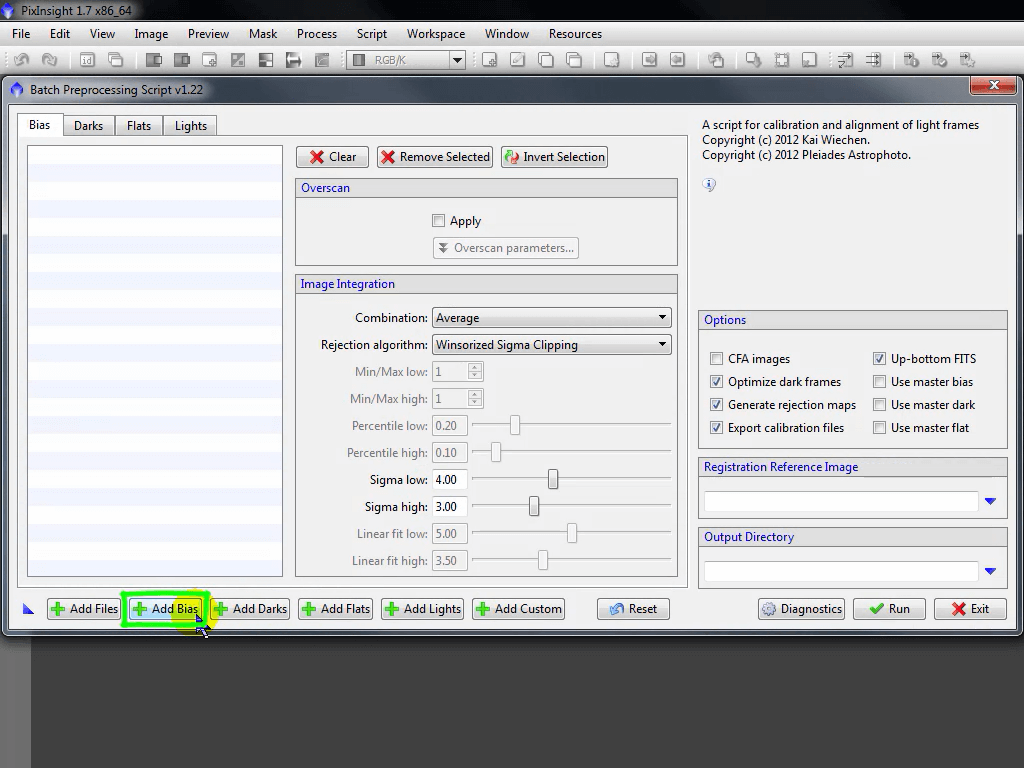 PixInsight 1.7 x86_64
File Edit View Image Preview Mask Process Script Workspace Window Resources
RGB/K
Batch Preprocessing Script v1.22
Bias Darks Flats Lights
Clear Remove Selected Invert Selection
Overscan
Apply
Overscan parameters...
Image Integration
Combination: Average
Rejection algorithm: Winsorized Sigma Clipping
Min/Max low: 1
Min/Max high: 1
Percentile low: 0.20
Percentile high: 0.10
Sigma low: 4.00
Sigma high: 3.00
Linear fit low: 5.00
Linear fit high: 3.50
A script for calibration and alignment of light frames
Copyright (c) 2012 Kai Wiechen.
Copyright (c) 2012 Pleiades Astrophoto.
Options
CFA images Up-bottom FITS
Optimize dark frames Use master bias
Generate rejection maps Use master dark
Export calibration files Use master flat
Registration Reference Image
Output Directory
Add Files Add Bias Add Darks Add Flats Add Lights Add Custom Reset Diagnostics Run Exit